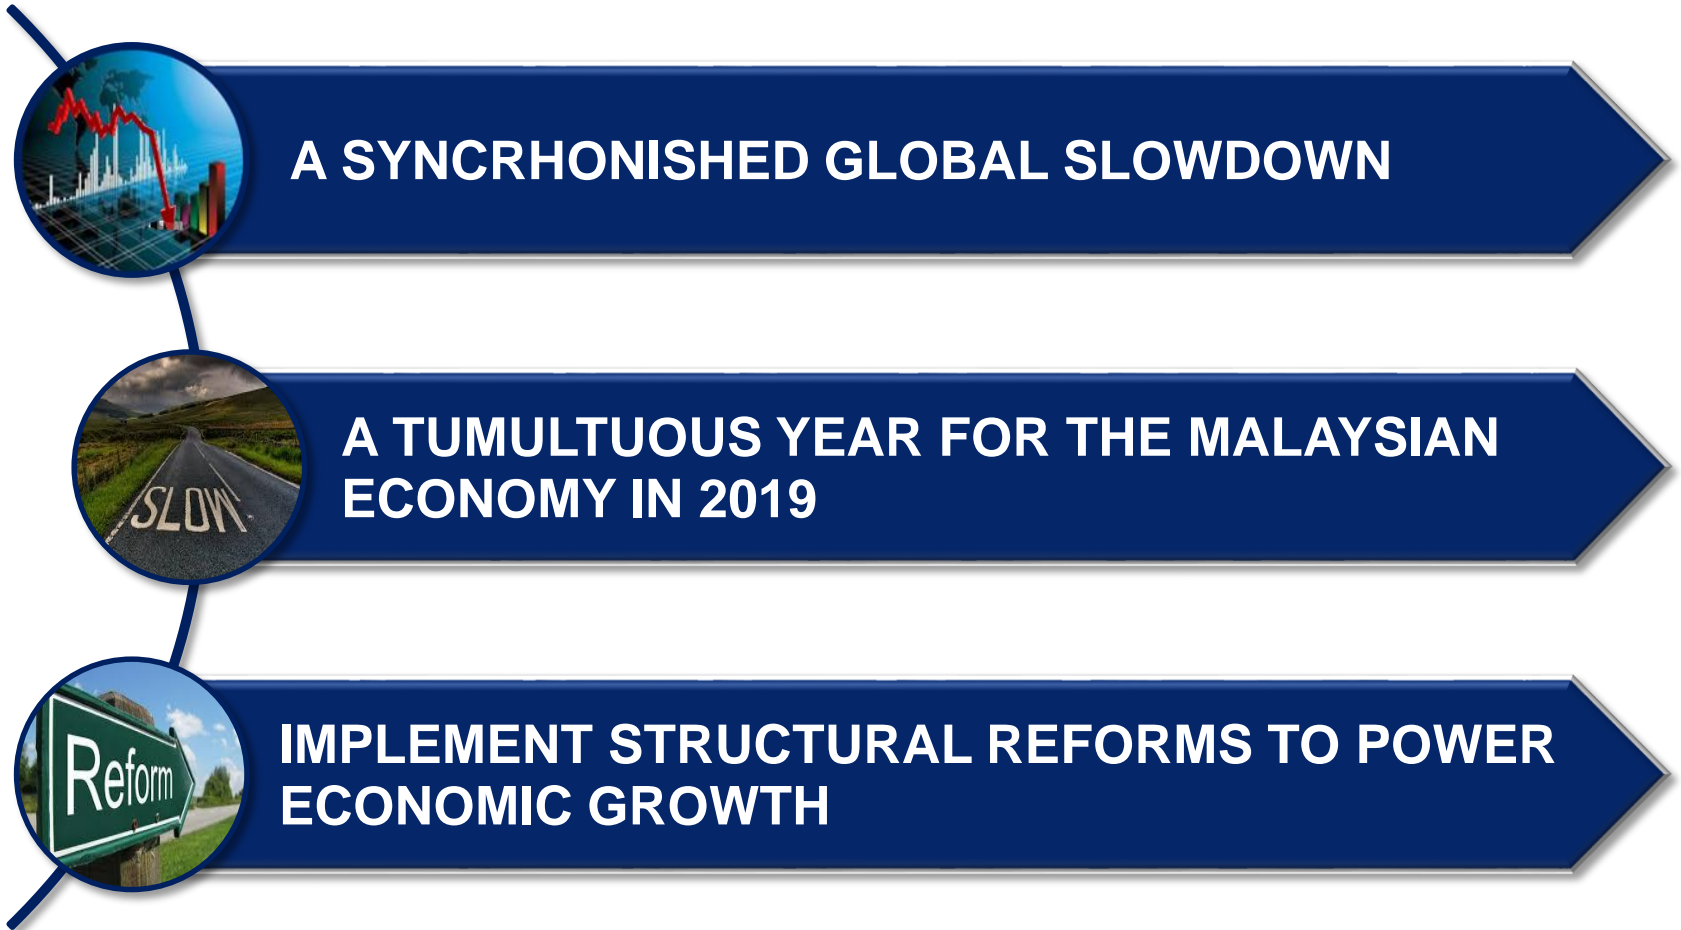 A SYNCRHONISHED GLOBAL SLOWDOWN
SLOW
A TUMULTUOUS YEAR FOR THE MALAYSIAN
ECONOMY IN 2019
Reform
IMPLEMENT STRUCTURAL REFORMS TO POWER
ECONOMIC GROWTH